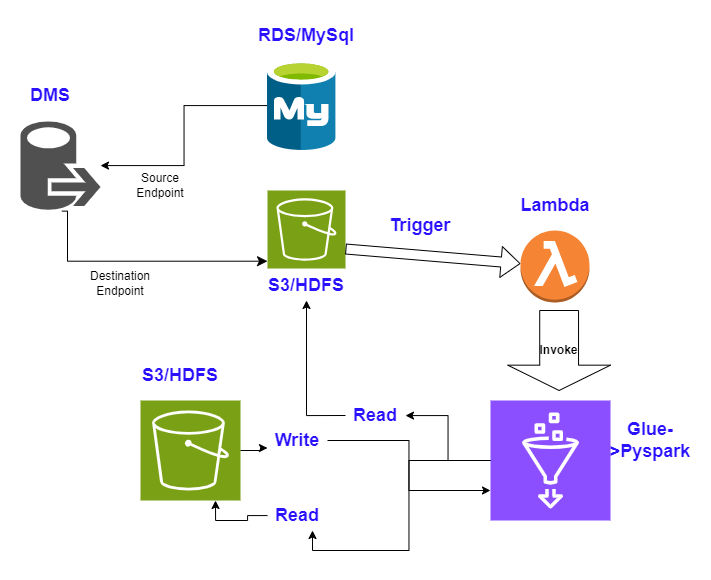 RDS/MySql
DMS
My
Source
Endpoint
Lambda
Trigger
Destination
Endpoint
S3/HDFS
Invoke
S3/HDFS
Read
Glue-
>Pyspark
Write
Read